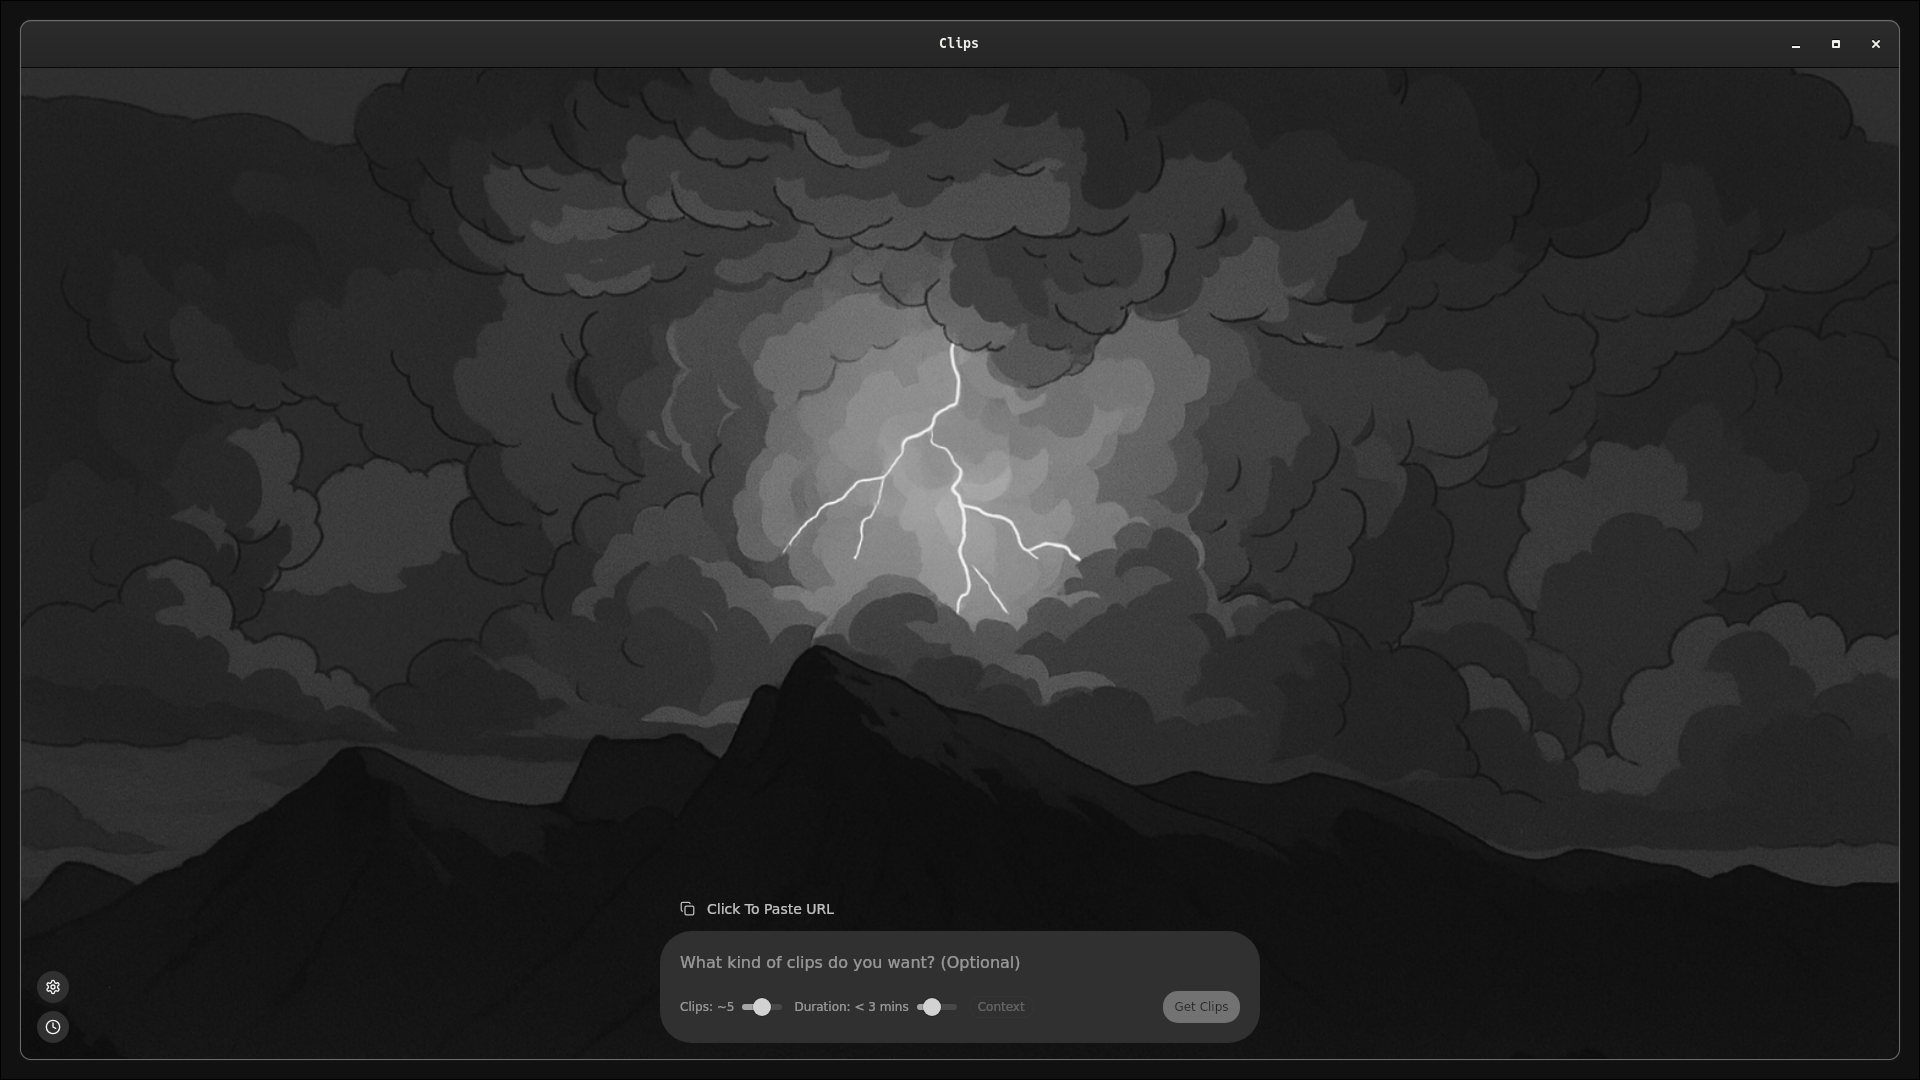 Clips
Click To Paste URL
What kind of clips do you want? (Optional)
Clips: ~5 Duration: < 3 mins Context Get Clips